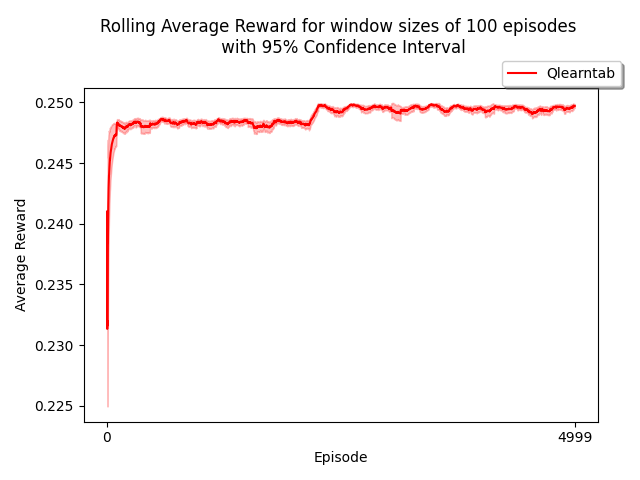 Rolling Average Reward for window sizes of 100 episodes
with 95% Confidence Interval
Qlearntab
0.250
0.245
0.240
0.235
0.230
0.225
Average Reward
0
4999
Episode